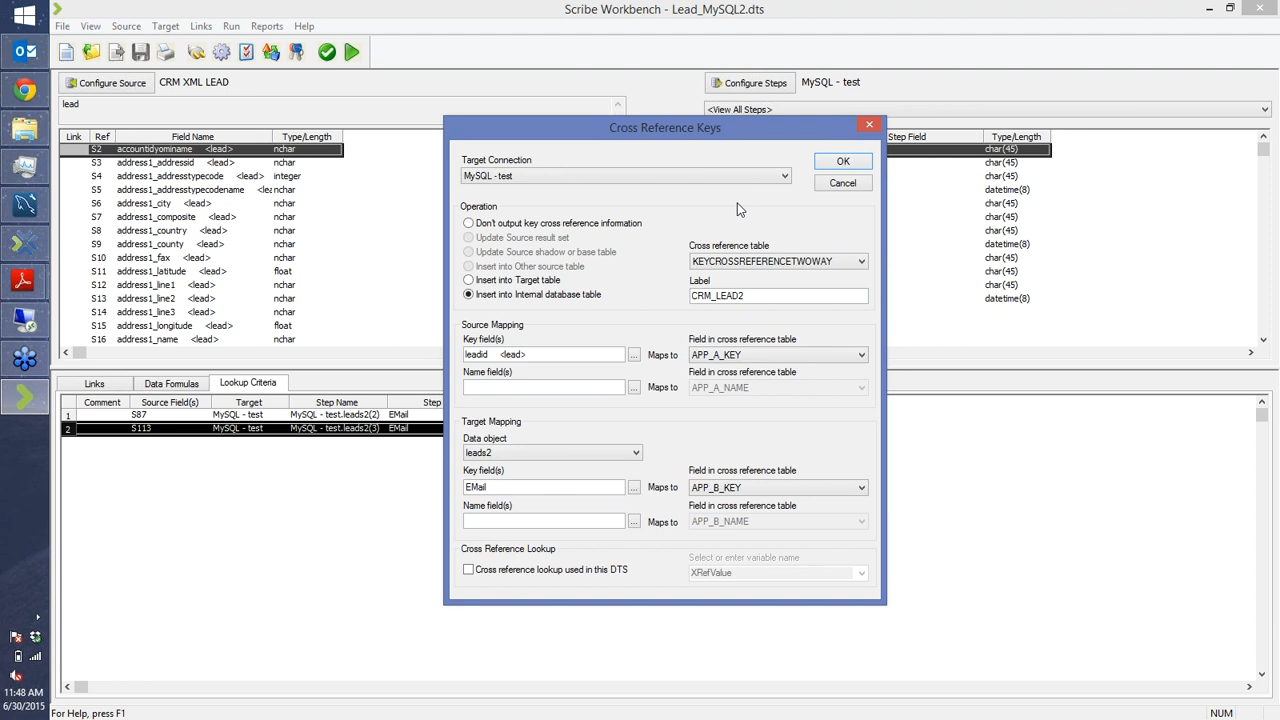 Scribe Workbench - Lead_MySQL2.dts
File View Source Target Links Run Reports Help
Configure Source CRM XML LEAD Configure Steps MySQL - test
lead <View All Steps>
Link Ref Field Name Type/Length Step Field Type/Length
S2 accountidyominame <lead> nchar char(45)
S3 address1_addressid <lead> nchar char(45)
S4 address1_addresstypecode <lead> integer char(45)
S5 address1_addresstypecodename <lea nchar datetime(8)
S6 address1_city <lead> nchar char(45)
S7 address1_composite <lead> nchar char(45)
S8 address1_country <lead> nchar char(45)
S9 address1_county <lead> nchar datetime(8)
S10 address1_fax <lead> nchar char(45)
S11 address1_latitude <lead> float char(45)
S12 address1_line1 <lead> nchar char(45)
S13 address1_line2 <lead> nchar datetime(8)
S14 address1_line3 <lead> nchar
S15 address1_longitude <lead> float
S16 address1_name <lead> nchar
Links Data Formulas Lookup Criteria
Comment Source Field(s) Target Step Name Step
1 S87 MySQL - test MySQL - test.leads2(2) EMail
2 S113 MySQL - test MySQL - test.leads2(3) EMail
Cross Reference Keys
Target Connection
OK
MySQL - test
Cancel
Operation
Don't output key cross reference information
Update Source result set
Update Source shadow or base table
Insert into Other source table
Insert into Target table
Insert into Internal database table
Cross reference table
KEYCROSSREFERENCETWOWAY
Label
CRM_LEAD2
Source Mapping
Key field(s) Field in cross reference table
leadid <lead> ... Maps to APP_A_KEY
Name field(s) Field in cross reference table
... Maps to APP_A_NAME
Target Mapping
Data object
leads2
Key field(s) Field in cross reference table
EMail ... Maps to APP_B_KEY
Name field(s) Field in cross reference table
... Maps to APP_B_NAME
Cross Reference Lookup
Select or enter variable name
Cross reference lookup used in this DTS XRefValue
11:48 AM
6/30/2015
For Help, press F1 NUM